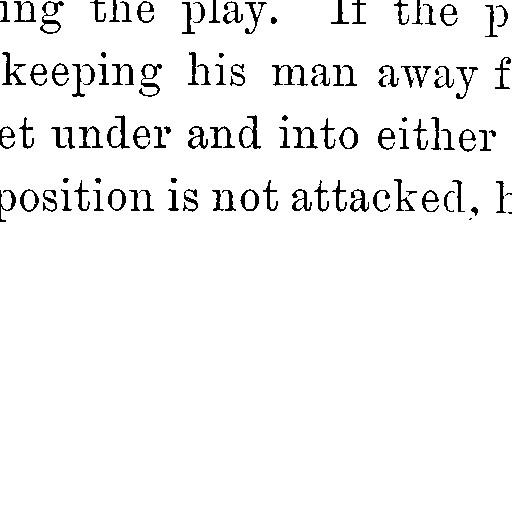 ing the play. If the p
keeping his man away f
et under and into either
position is not attacked, h